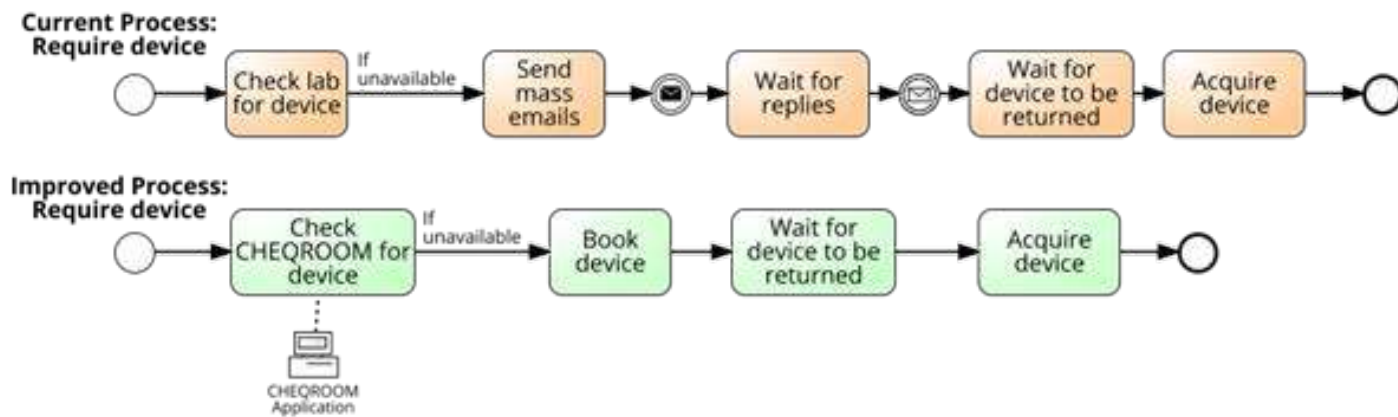 Current Process:
Require device
Check lab
for device
If
unavailable
Send
mass
emails
Wait for
replies
Wait for
device to be
returned
Acquire
device
Improved Process:
Require device
Check
CHEQROOM for
device
If
unavailable
Book
device
Wait for
device to be
returned
Acquire
device
CHEQROOM
Application